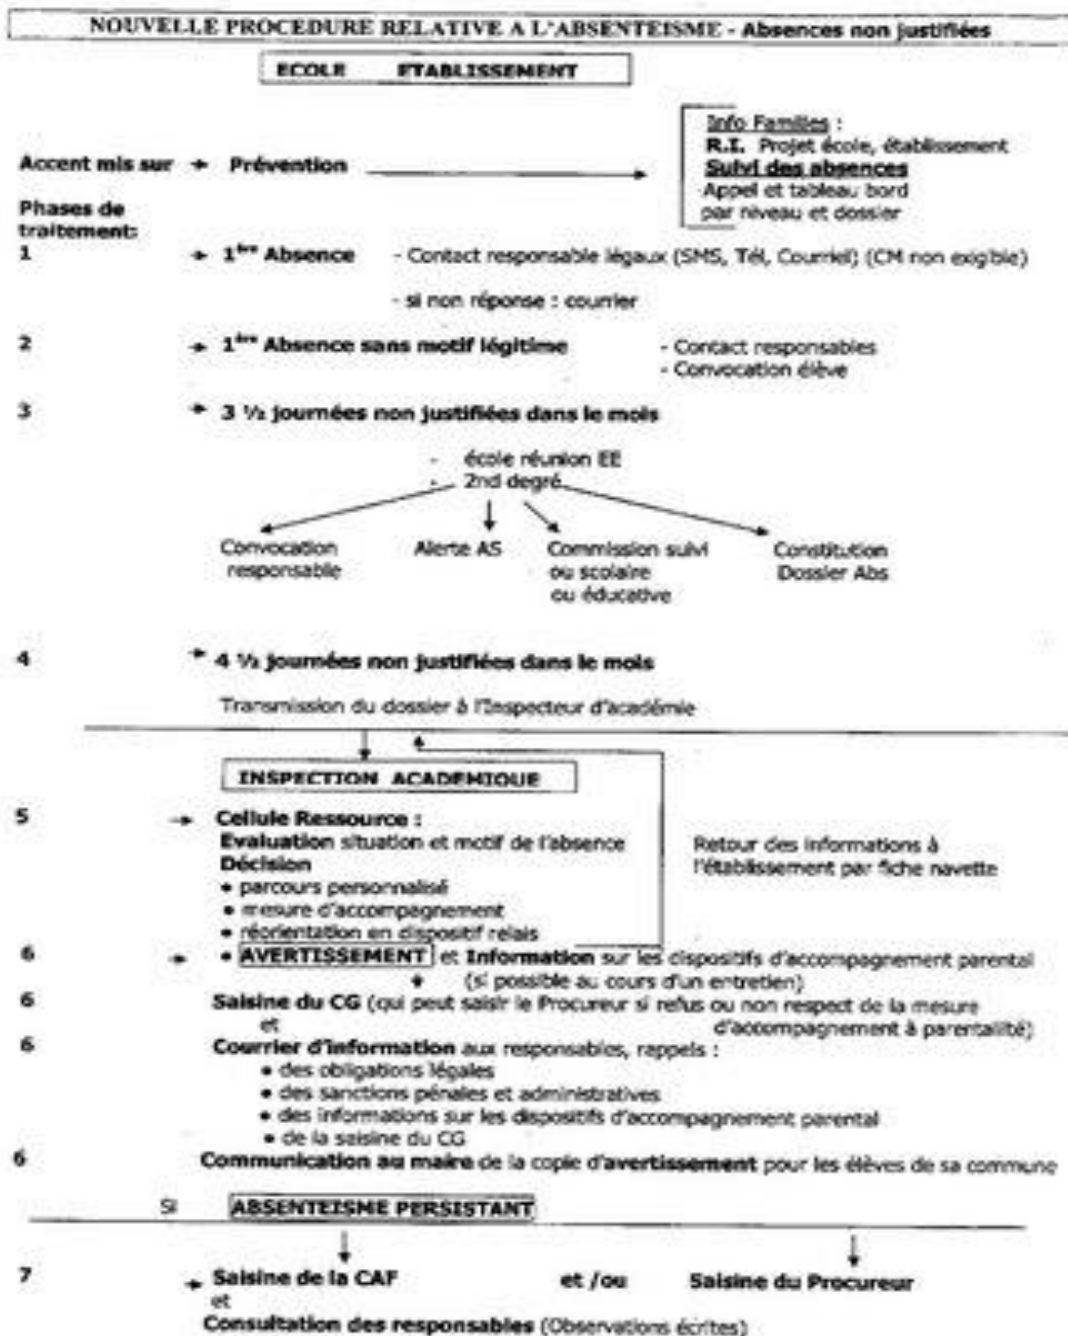 NOUVELLE PROCEDURE RELATIVE A L'ABSENTEISME - Absences non justifiées
ECOLE ETABLISSEMENT
Info Familles :
R.I. Projet école, établissement
Accent mis sur Prévention
Suivi des absences
Appel et tableau bord
par niveau et dossier
Phases de
traitement:
1 1ère Absence - Contact responsable légaux (SMS, Tél, Courriel) (CM non exigible)
- si non réponse : courrier
2 1ère Absence sans motif légitime - Contact responsables
- Convocation élève
3 3 ½ journées non justifiées dans le mois
- école réunion EE
- 2nd degré
Convocation Alerte AS Commission suivi Constitution
responsable ou scolaire Dossier Abs
ou éducative
4 4 ½ journées non justifiées dans le mois
Transmission du dossier à l'Inspecteur d'académie
INSPECTION ACADEMIQUE
5 Cellule Ressource :
Evaluation situation et motif de l'absence Retour des informations à
Décision l'établissement par fiche navette
• parcours personnalisé
• mesure d'accompagnement
• réorientation en dispositif relais
6 • AVERTISSEMENT et Information sur les dispositifs d'accompagnement parental
(si possible au cours d'un entretien)
6 Saisine du CG (qui peut saisir le Procureur si refus ou non respect de la mesure
et d'accompagnement à parentalité)
6 Courrier d'information aux responsables, rappels :
• des obligations légales
• des sanctions pénales et administratives
• des informations sur les dispositifs d'accompagnement parental
• de la saisine du CG
6 Communication au maire de la copie d'avertissement pour les élèves de sa commune
SI ABSENTEISME PERSISTANT
7 Saisine de la CAF et /ou Saisine du Procureur
et
Consultation des responsables (Observations écrites)